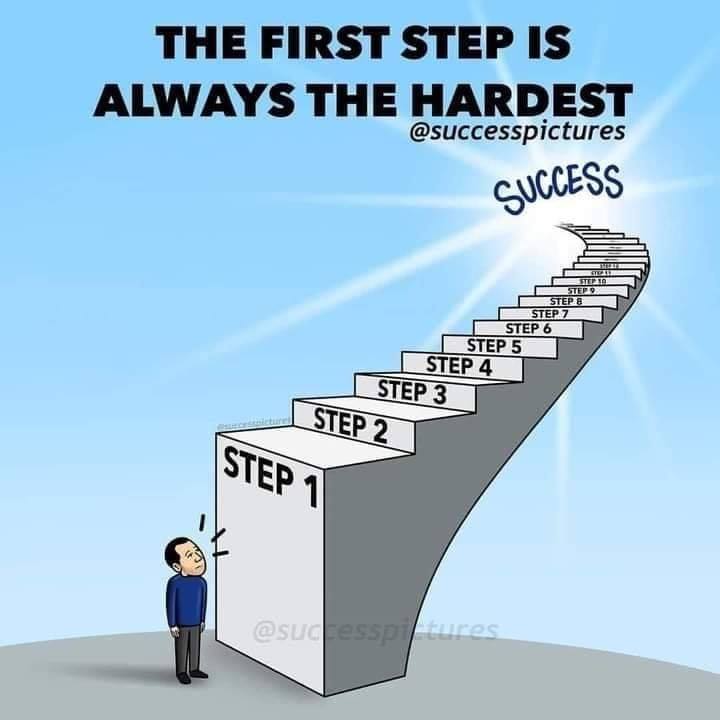 THE FIRST STEP IS
ALWAYS THE HARDEST
@successpictures
SUCCESS
STEP 12
STEP 11
STEP 10
STEP 9
STEP 8
STEP 7
STEP 6
STEP 5
STEP 4
STEP 3
STEP 2
@successpictures
STEP 1
@successpictures